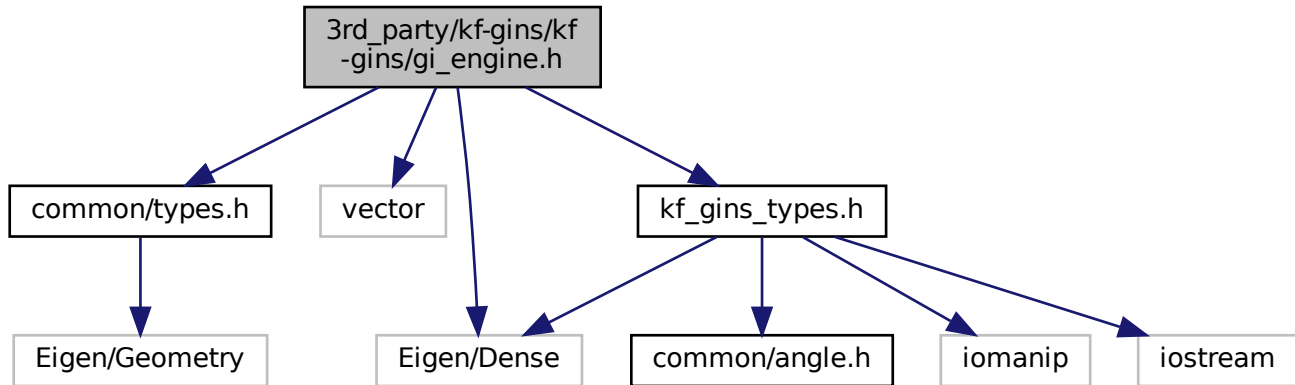 3rd_party/kf-gins/kf
-gins/gi_engine.h
common/types.h
vector
kf_gins_types.h
Eigen/Geometry
Eigen/Dense
common/angle.h
iomanip
iostream